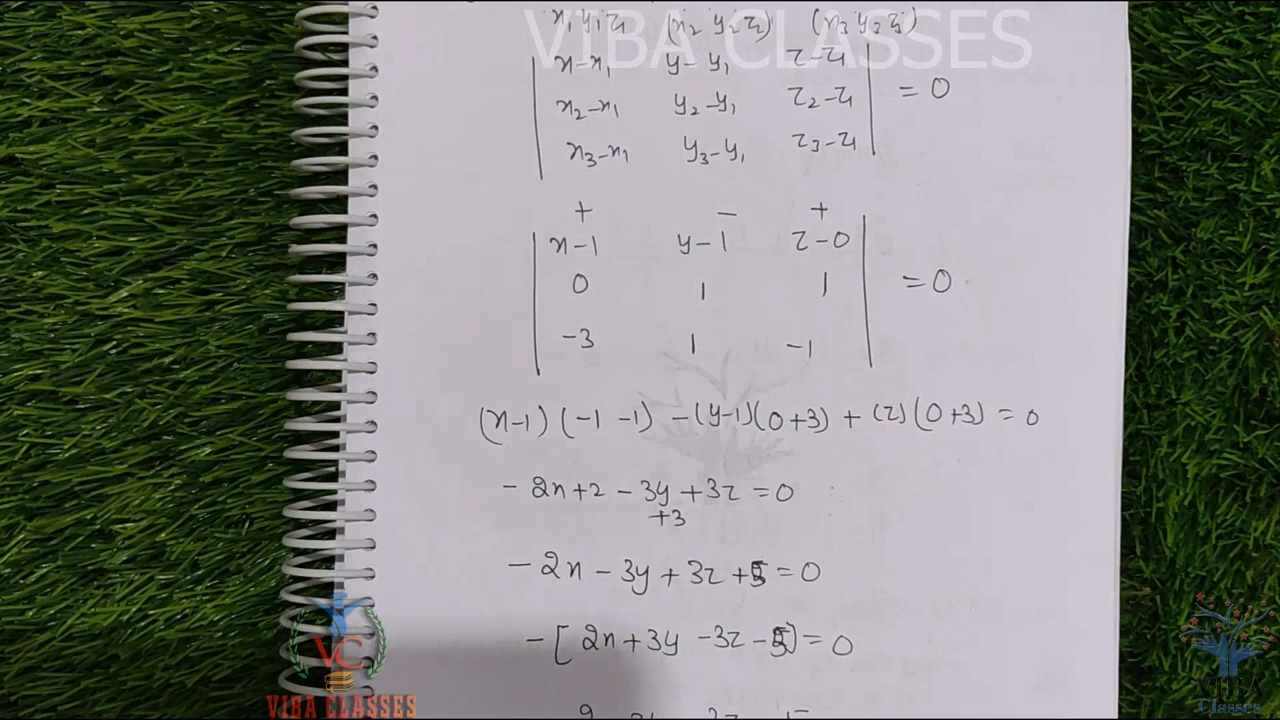 VIBA CLASSES
x₁ y₁ z₁ (x₂ y₂ z₂) (x₃ y₃ z₃)
| x-x₁ y-y₁ z-z₁ |
| x₂-x₁ y₂-y₁ z₂-z₁ | = 0
| x₃-x₁ y₃-y₁ z₃-z₁ |
+ - +
| x-1 y-1 z-0 |
| 0 1 1 | = 0
| -3 1 -1 |
(x-1) (-1 -1) - (y-1)(0+3) + (z) (0+3) = 0
- 2x+2 - 3y +3z = 0
+3
- 2x - 3y + 3z + 5 = 0
- [ 2x+3y -3z - 5] = 0
VC
VIBA CLASSES
VIBA
Classes